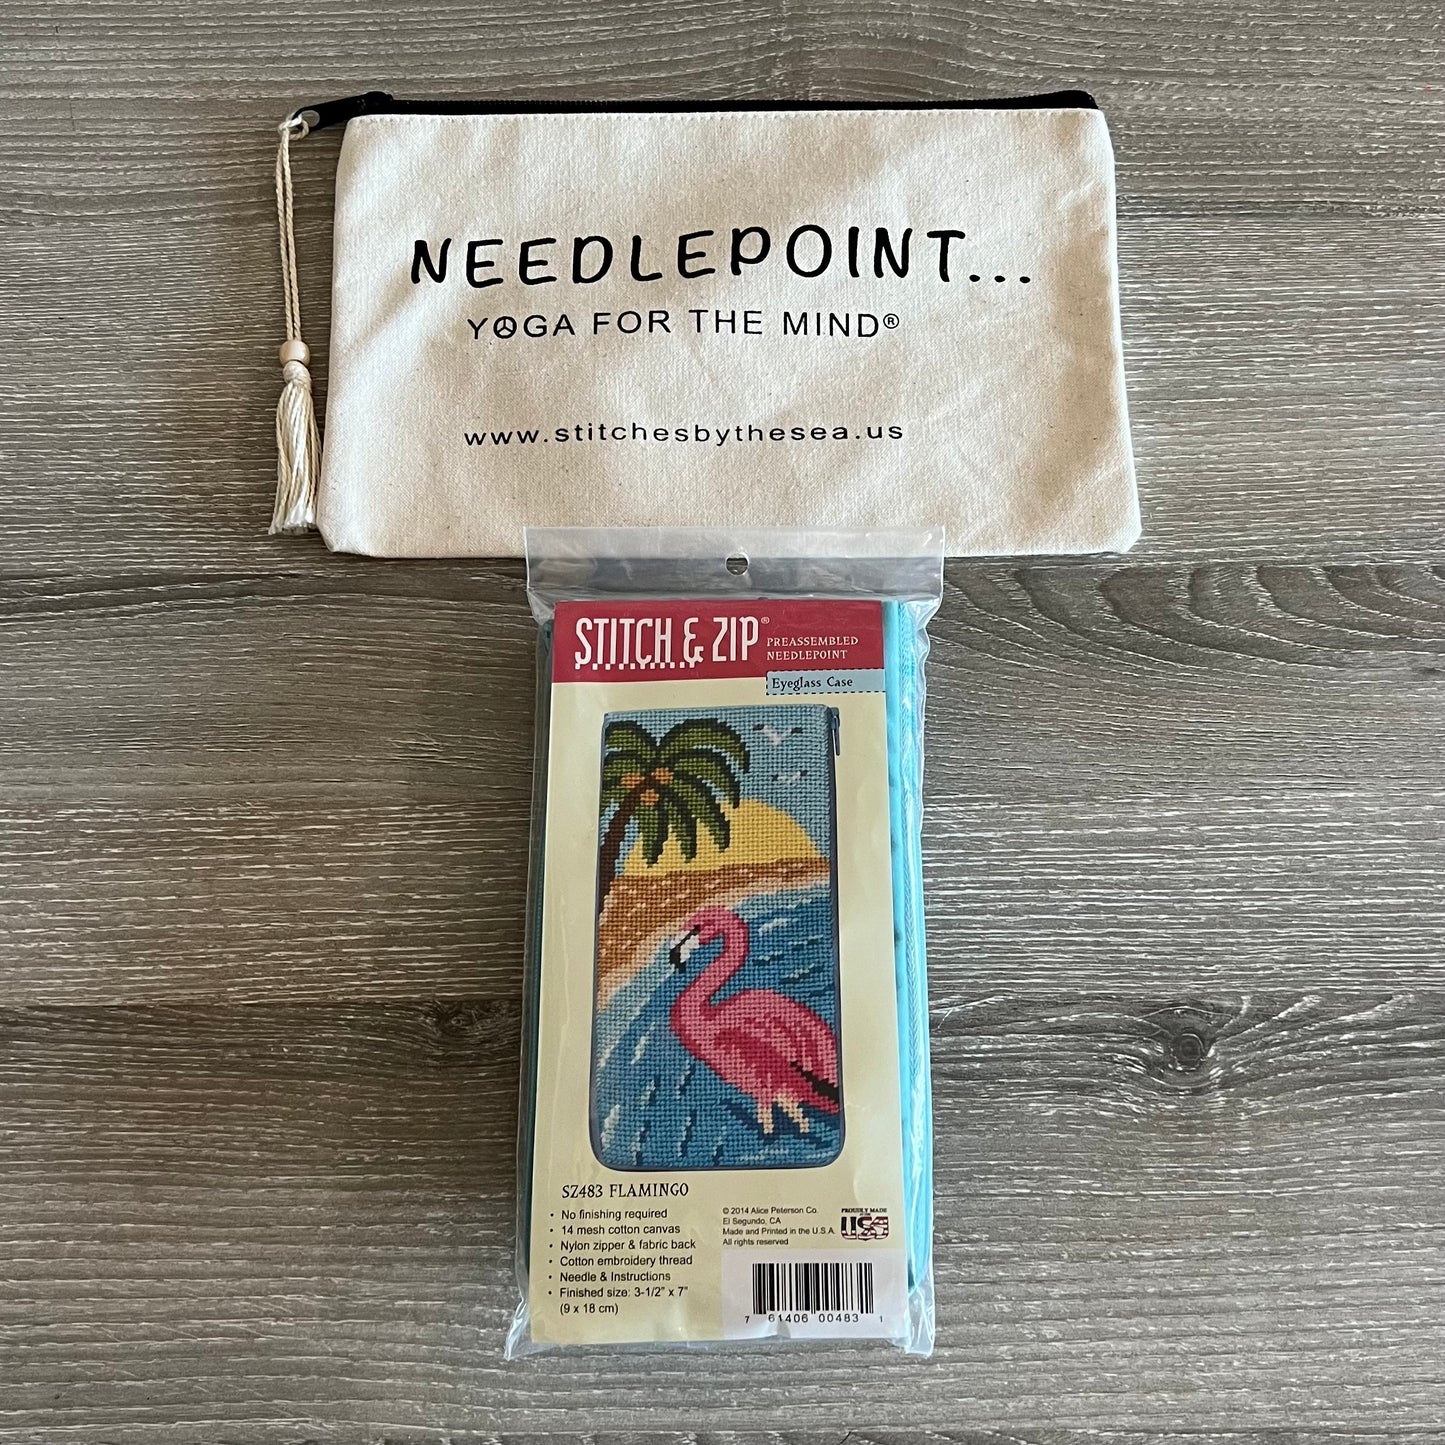 NEEDLEPOINT...
YOGA FOR THE MIND®
www.stitchesbythesea.us
STITCH & ZIP®
PREASSEMBLED
NEEDLEPOINT
Eyeglass Case
SZ483 FLAMINGO
• No finishing required
• 14 mesh cotton canvas
• Nylon zipper & fabric back
• Cotton embroidery thread
• Needle & Instructions
• Finished size: 3-1/2" x 7"
(9 x 18 cm)
© 2014 Alice Peterson Co.
El Segundo, CA
Made and Printed in the U.S.A.
All rights reserved
PROUDLY MADE
IN THE
USA
7 61406 00483 1